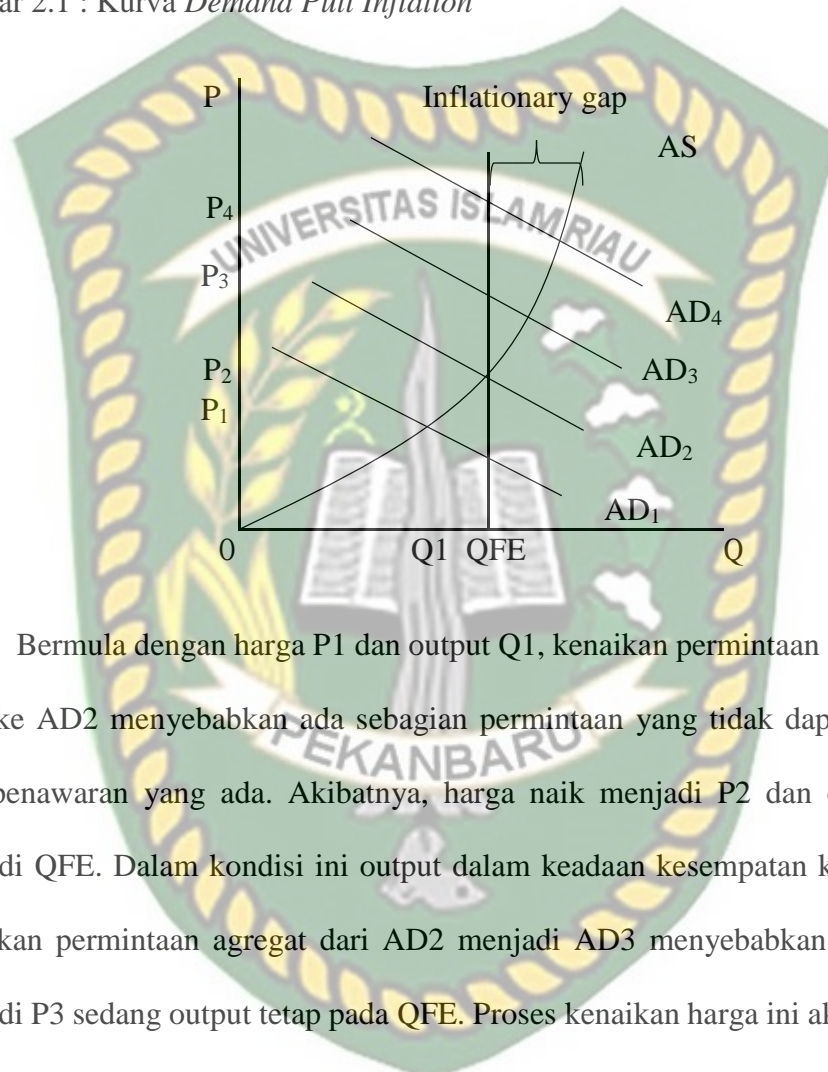 ar 2.1 : Kurva Demand Pull Inflation
P
Inflationary gap
AS
P4
UNIVERSITAS ISLAM RIAU
P3
AD4
P2
AD3
P1
AD2
AD1
0
Q1 QFE
Q
Bermula dengan harga P1 dan output Q1, kenaikan permintaan
ke AD2 menyebabkan ada sebagian permintaan yang tidak dap
penawaran yang ada. Akibatnya, harga naik menjadi P2 dan
PEKANBARU
di QFE. Dalam kondisi ini output dalam keadaan kesempatan k
kan permintaan agregat dari AD2 menjadi AD3 menyebabkan
di P3 sedang output tetap pada QFE. Proses kenaikan harga ini ak